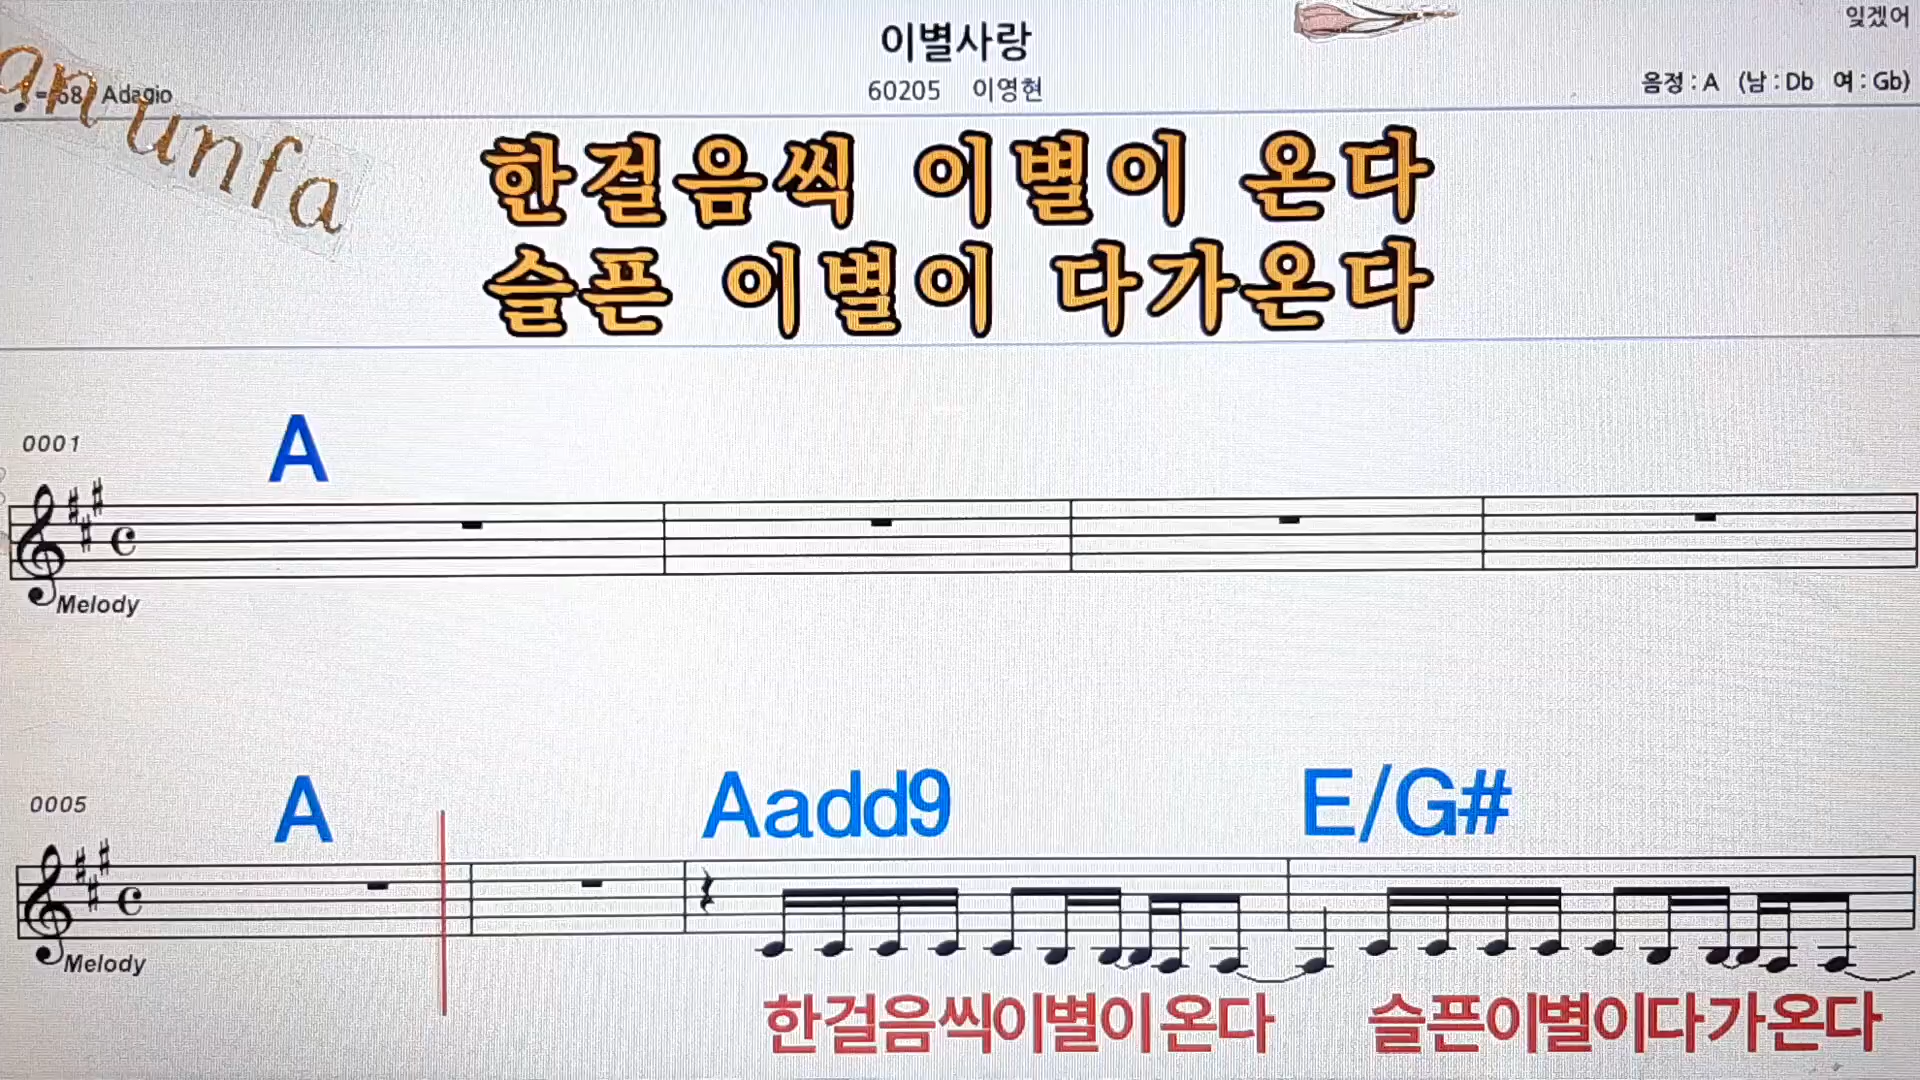 이별사랑
잊겠어
60205 이영현
음정 : A (남 : Db 여 : Gb)
=68 Adagio
an unfa
한걸음씩 이별이 온다
슬픈 이별이 다가온다
0001
A
Melody
0005
A Aadd9 E/G#
Melody
한걸음씩이별이온다 슬픈이별이다가온다